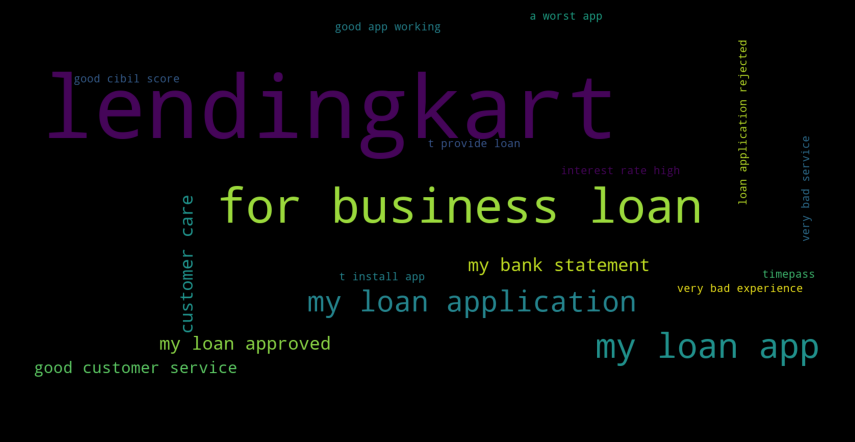 a worst app
good app working
good cibil score
lendingkart
loan application rejected
t provide loan
very bad service
interest rate high
for business loan
customer care
my bank statement
timepass
t install app
very bad experience
my loan application
my loan approved
my loan app
good customer service